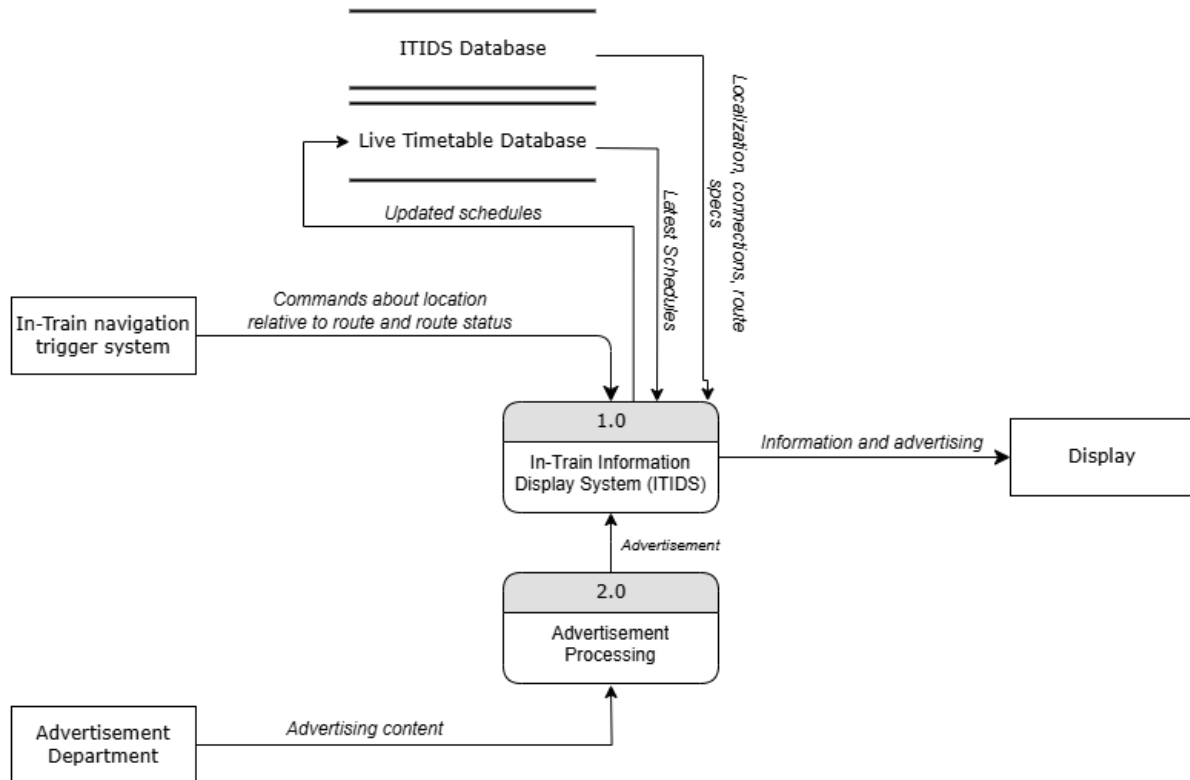 ITIDS Database
Live Timetable Database
Localization, connections, route
specs
Updated schedules
Latest Schedules
Commands about location
relative to route and route status
In-Train navigation
trigger system
1.0
In-Train Information
Display System (ITIDS)
Information and advertising
Display
Advertisement
2.0
Advertisement
Processing
Advertising content
Advertisement
Department